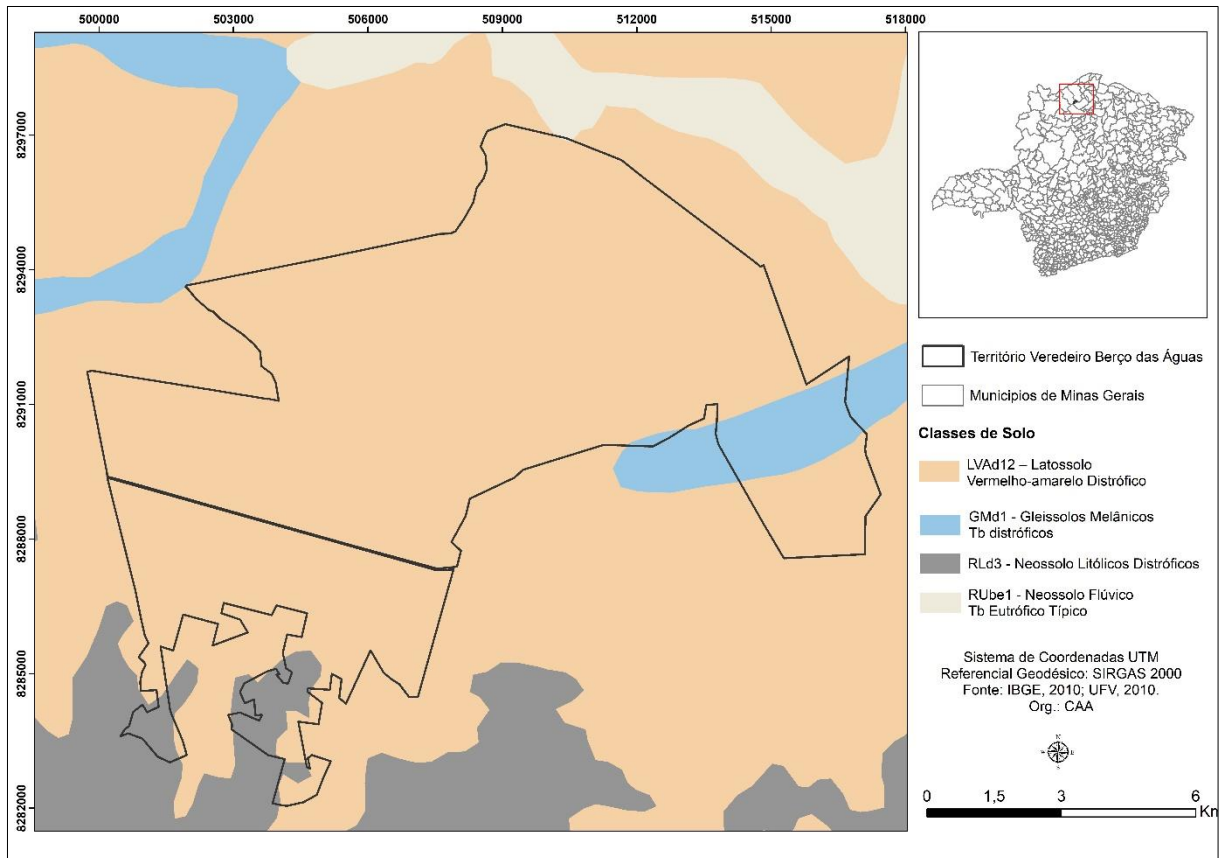 500000 503000 506000 509000 512000 515000 518000
8297000
8294000
8291000
8288000
8285000
8282000
Território Veredeiro Berço das Águas
Municipios de Minas Gerais
Classes de Solo
LVAd12 – Latossolo
Vermelho-amarelo Distrófico
GMd1 - Gleissolos Melânicos
Tb distróficos
RLd3 - Neossolo Litólicos Distróficos
RUbe1 - Neossolo Flúvico
Tb Eutrófico Típico
Sistema de Coordenadas UTM
Referencial Geodésico: SIRGAS 2000
Fonte: IBGE, 2010; UFV, 2010.
Org.: CAA
N
0 1,5 3 6
Km